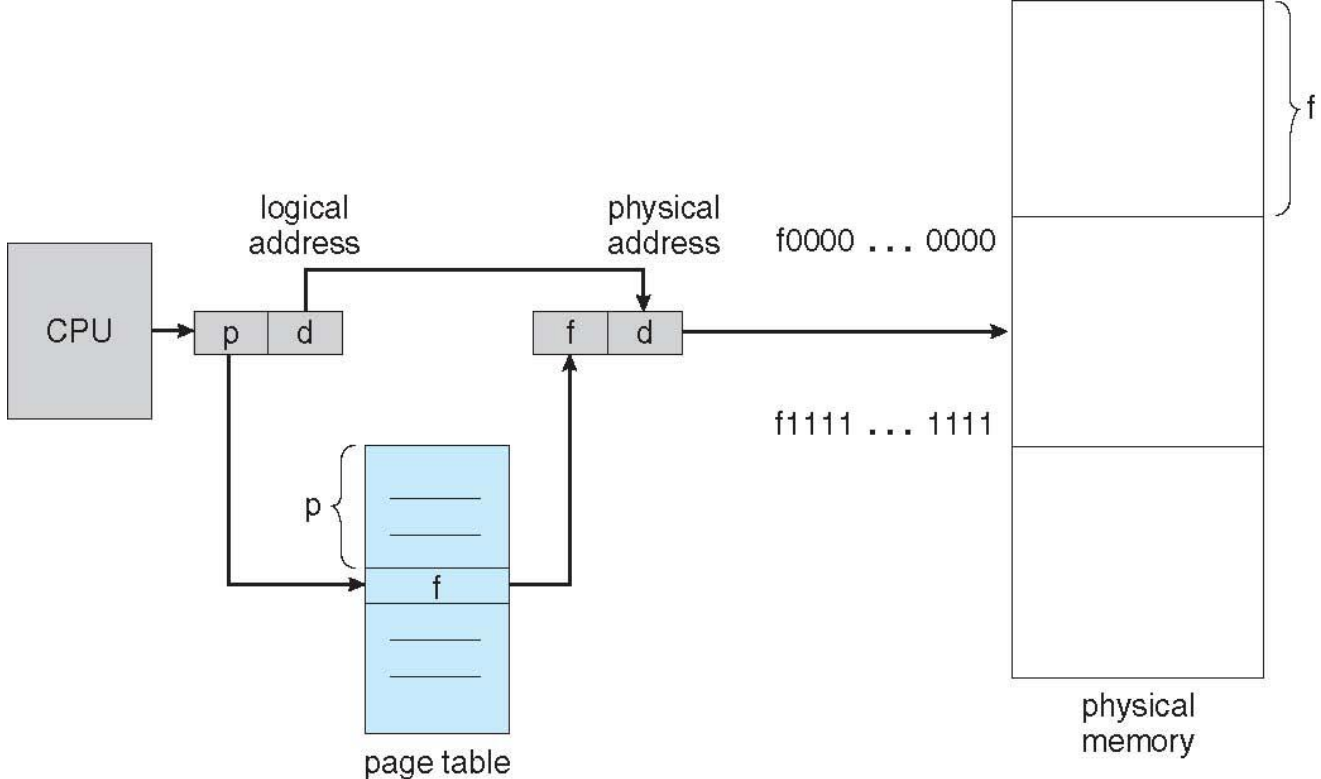 f
logical
address
physical
address
f0000 ... 0000
CPU
p
d
f
d
f1111 ... 1111
p
f
page table
physical
memory